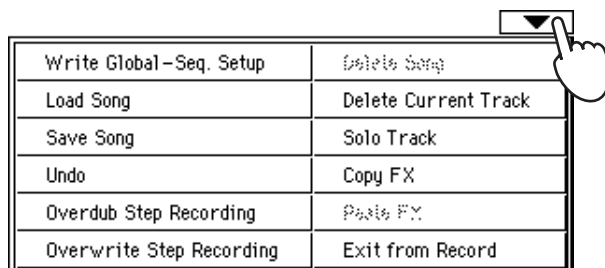 Write Global-Seq. Setup
Delete Song
Load Song
Delete Current Track
Save Song
Solo Track
Undo
Copy FX
Overdub Step Recording
Paste FX
Overwrite Step Recording
Exit from Record